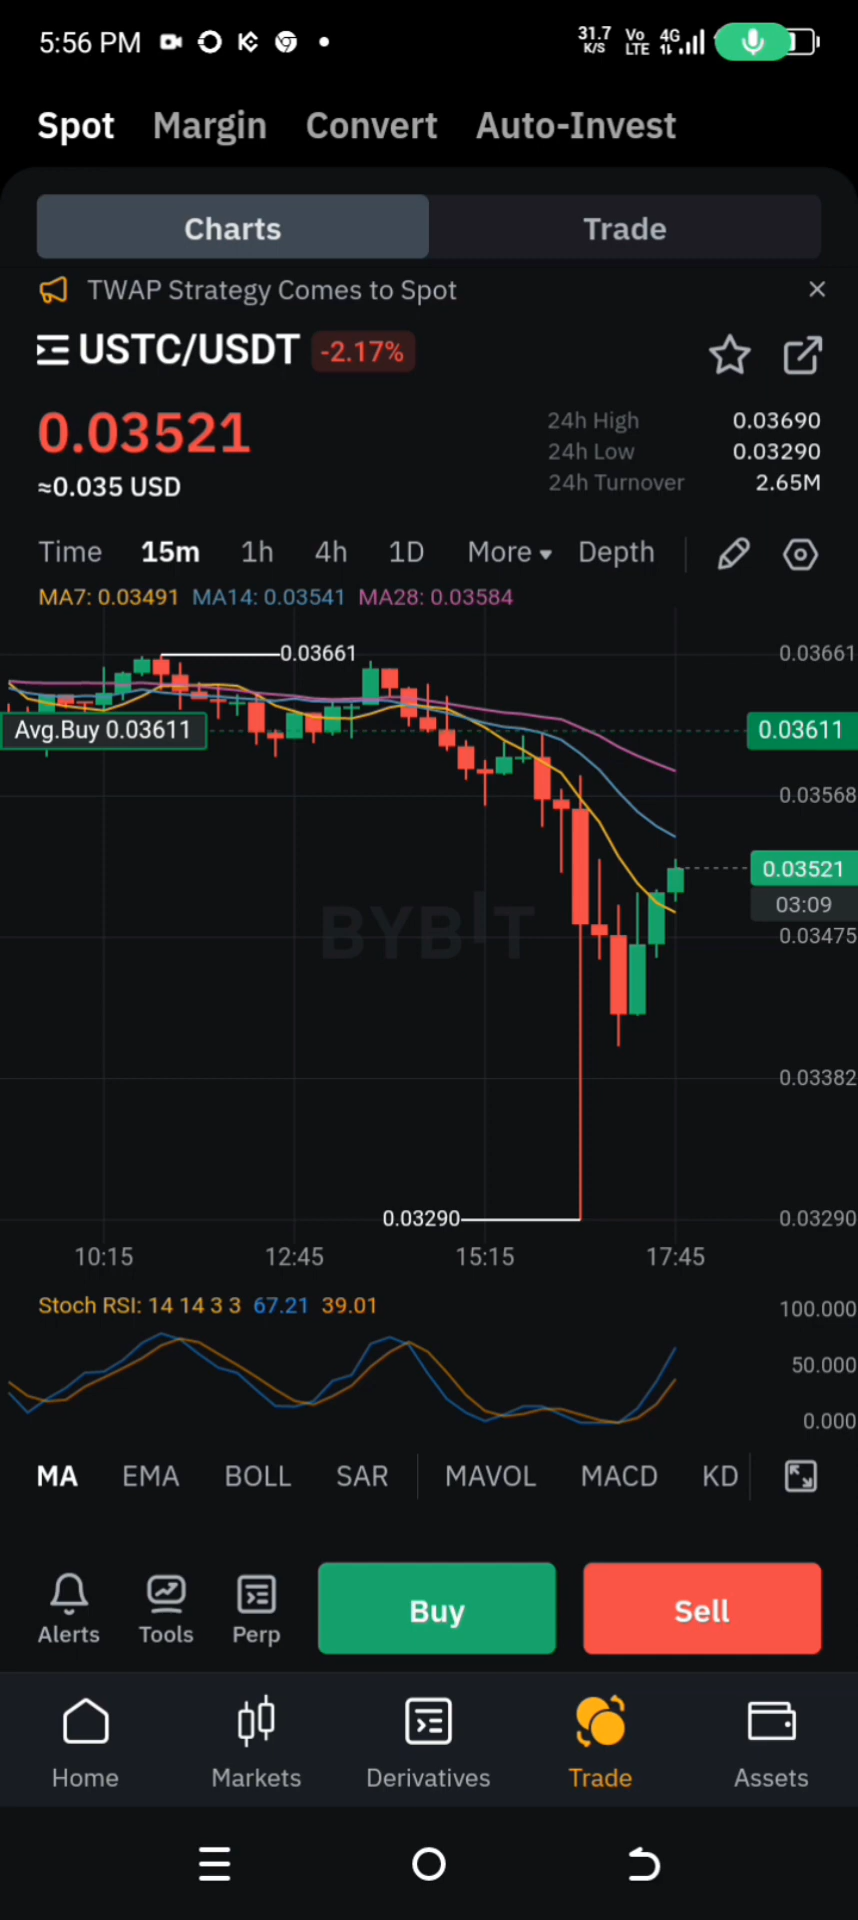 5:56 PM 31.7 K/S Vo LTE 4G
Spot Margin Convert Auto-Invest
Charts Trade
TWAP Strategy Comes to Spot
USTC/USDT -2.17%
0.03521
≈0.035 USD
24h High 0.03690
24h Low 0.03290
24h Turnover 2.65M
Time 15m 1h 4h 1D More Depth
MA7: 0.03491 MA14: 0.03541 MA28: 0.03584
0.03661 0.03661
Avg.Buy 0.03611 0.03611
0.03568
0.03521
03:09
BYBIT
0.03475
0.03382
0.03290 0.03290
10:15 12:45 15:15 17:45
Stoch RSI: 14 14 3 3 67.21 39.01
100.000
50.000
0.000
MA EMA BOLL SAR MAVOL MACD KD
Alerts Tools Perp Buy Sell
Home Markets Derivatives Trade Assets